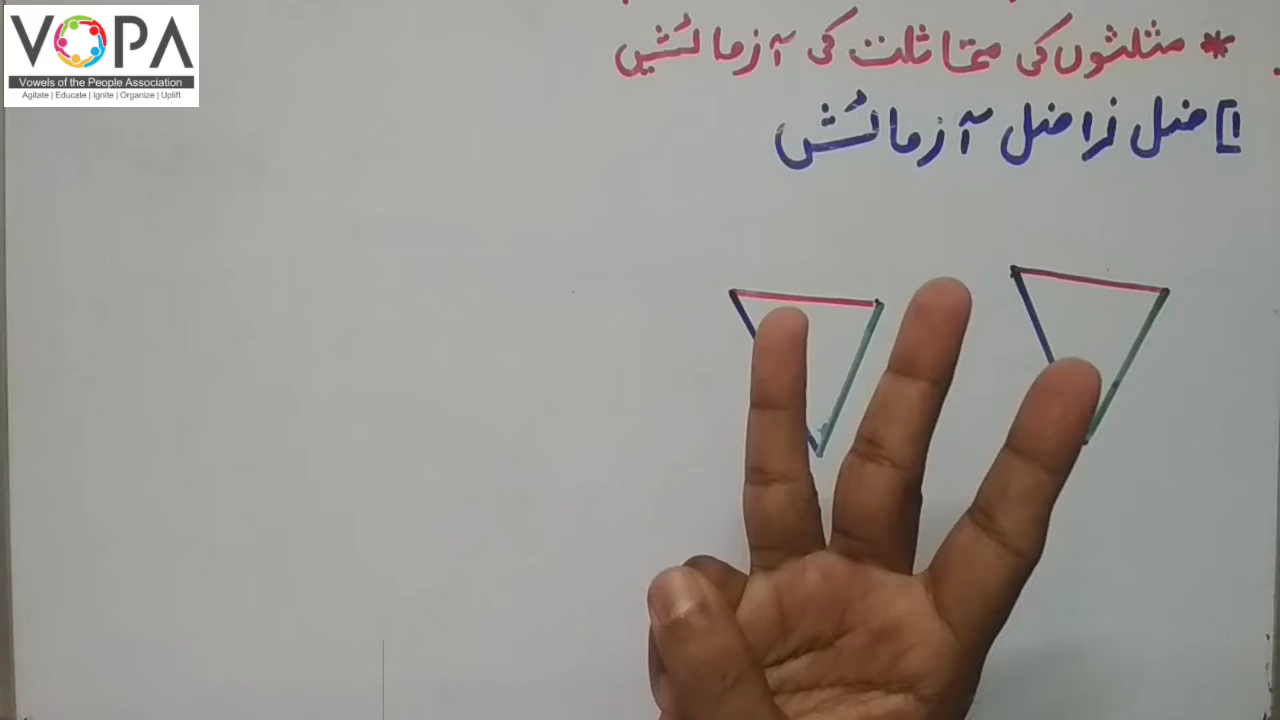 VOPA
Vowels of the People Association
Agitate | Educate | Ignite | Organize | Uplift
* مثلثوں کی متماثلت کی آزمائشیں
1] ضلع زاضلع آزمائش